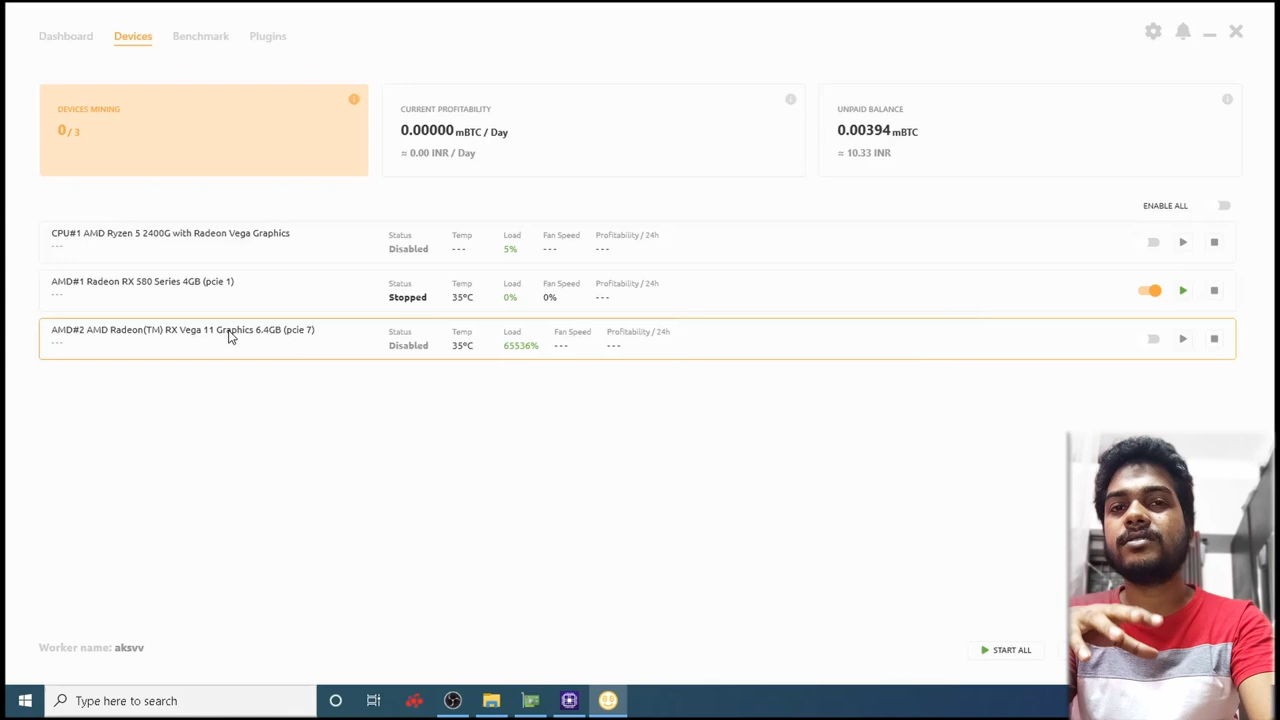 Dashboard Devices Benchmark Plugins
DEVICES MINING
0 / 3
CURRENT PROFITABILITY
0.00000 mBTC / Day
≈ 0.00 INR / Day
UNPAID BALANCE
0.00394 mBTC
≈ 10.33 INR
ENABLE ALL
CPU#1 AMD Ryzen 5 2400G with Radeon Vega Graphics
---
Status Temp Load Fan Speed Profitability / 24h
Disabled --- 5% --- ---
AMD#1 Radeon RX 580 Series 4GB (pcie 1)
---
Status Temp Load Fan Speed Profitability / 24h
Stopped 35°C 0% 0% ---
AMD#2 AMD Radeon(TM) RX Vega 11 Graphics 6.4GB (pcie 7)
---
Status Temp Load Fan Speed Profitability / 24h
Disabled 35°C 65536% --- ---
Worker name: aksvv
START ALL
Type here to search